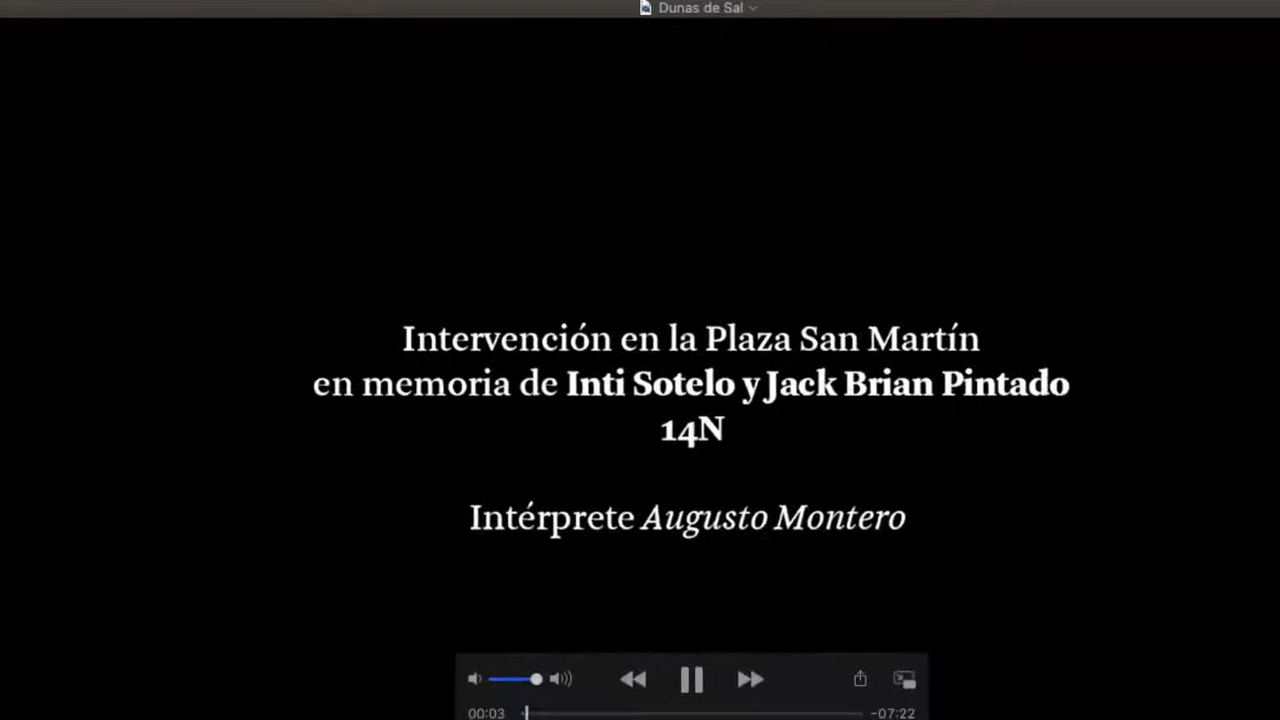 Dunas de Sal
Intervención en la Plaza San Martín
en memoria de Inti Sotelo y Jack Brian Pintado
14N
Intérprete Augusto Montero
00:03
-07:22